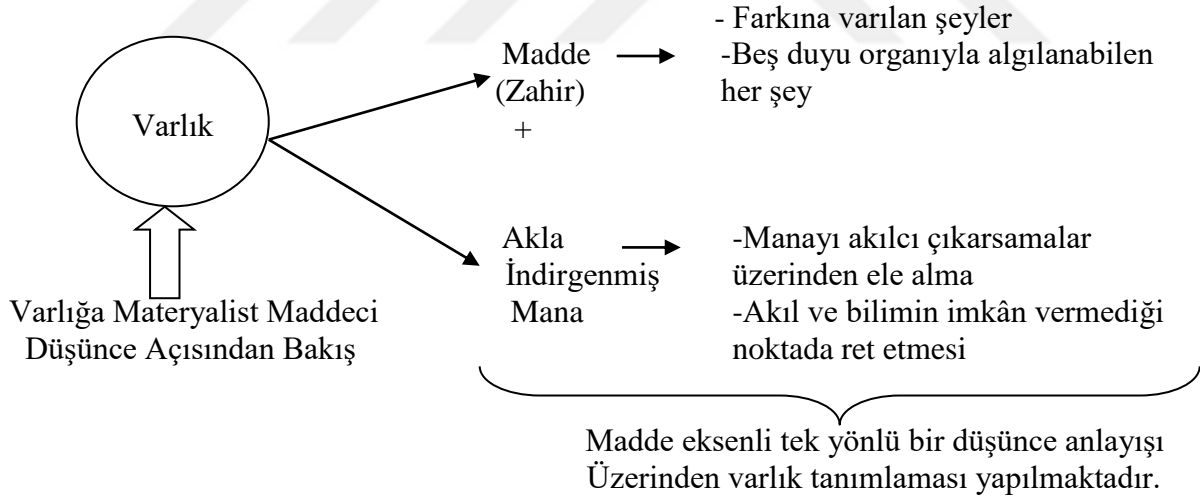 Varlık
Varlığa Materyalist Maddeci
Düşünce Açısından Bakış
Madde
(Zahir)
+
- Farkına varılan şeyler
-Beş duyu organıyla algılanabilen
her şey
Akla
İndirgenmiş
Mana
-Manayı akılcı çıkarsamalar
üzerinden ele alma
-Akıl ve bilimin imkân vermediği
noktada ret etmesi
Madde eksenli tek yönlü bir düşünce anlayışı
Üzerinden varlık tanımlaması yapılmaktadır.